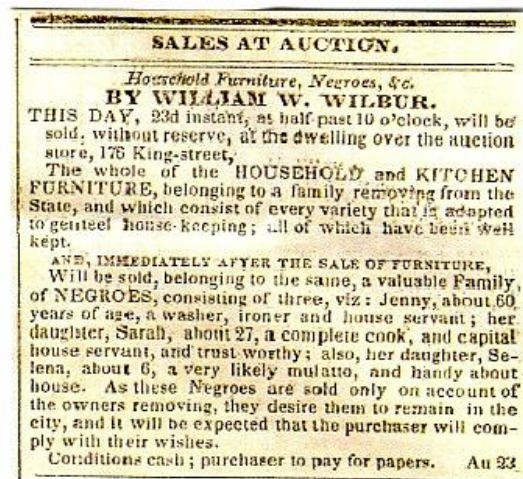 SALES AT AUCTION.
Household Furniture, Negroes, &c.
BY WILLIAM W. WILBUR.
THIS DAY, 23d instant, at half past 10 o'clock, will be
sold, without reserve, at the dwelling over the auction
store, 176 King-street,
The whole of the HOUSEHOLD and KITCHEN
FURNITURE, belonging to a family removing from the
State, and which consist of every variety that is adapted
to genteel house-keeping; all of which have been well
kept.
AND, IMMEDIATELY AFTER THE SALE OF FURNITURE,
Will be sold, belonging to the same, a valuable Family
of NEGROES, consisting of three, viz: Jenny, about 60
years of age, a washer, ironer and house servant; her
daughter, Sarah, about 27, a complete cook, and capital
house servant, and trust worthy; also, her daughter, Se-
lena, about 6, a very likely mulatto, and handy about
house. As these Negroes are sold only on account of
the owners removing, they desire them to remain in the
city, and it will be expected that the purchaser will com-
ply with their wishes.
Conditions cash; purchaser to pay for papers. Au 23